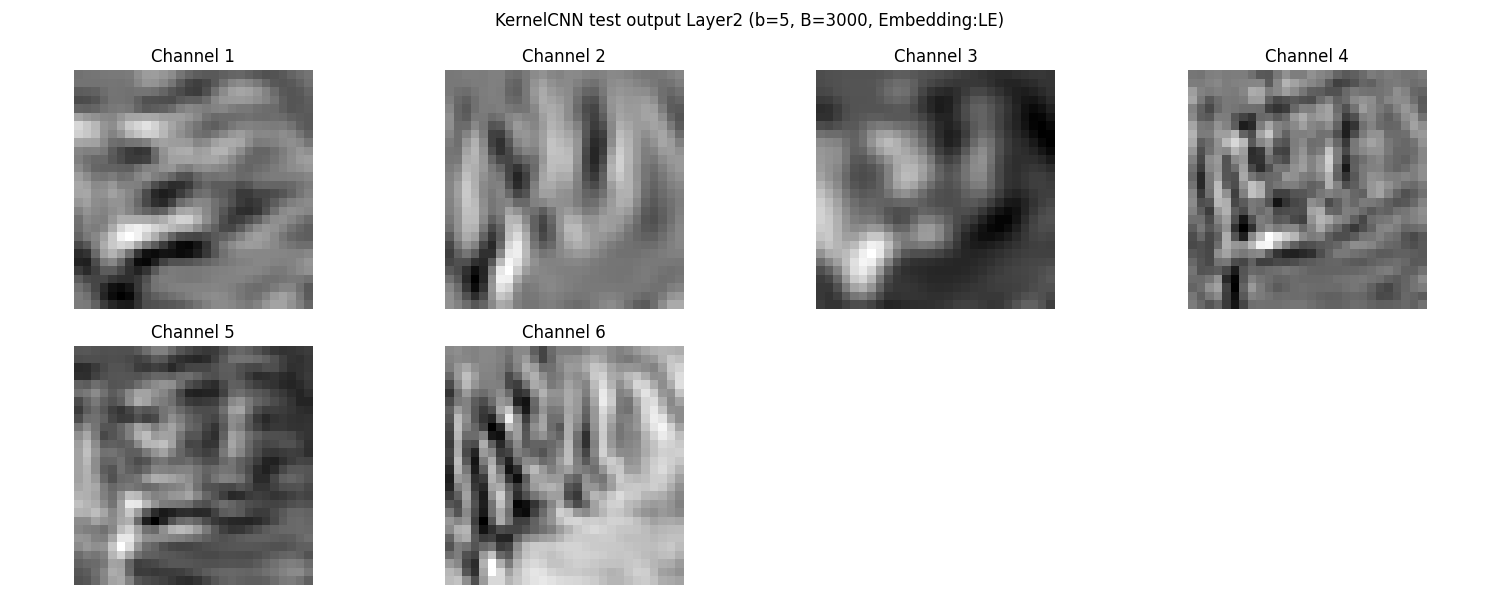 KernelCNN test output Layer2 (b=5, B=3000, Embedding:LE)
Channel 1
Channel 2
Channel 3
Channel 4
Channel 5
Channel 6